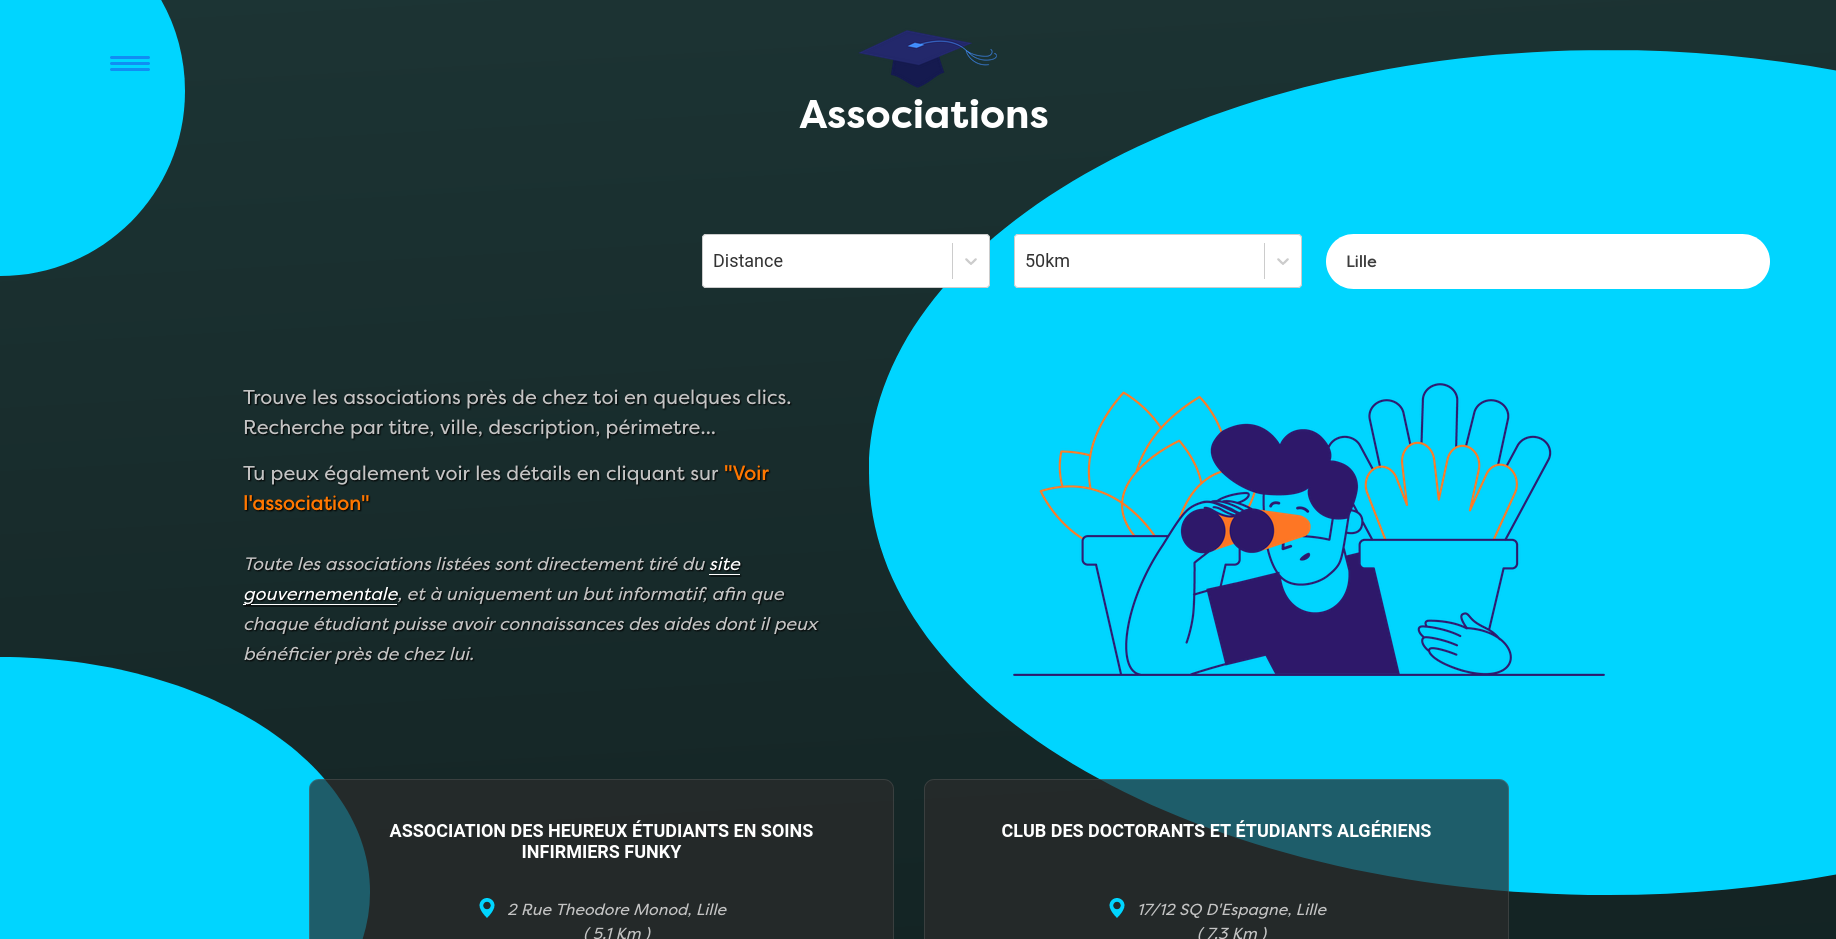 Associations
Distance
50km
Lille
Trouve les associations près de chez toi en quelques clics.
Recherche par titre, ville, description, périmetre...
Tu peux également voir les détails en cliquant sur "Voir
l'association"
Toute les associations listées sont directement tiré du site
gouvernementale, et à uniquement un but informatif, afin que
chaque étudiant puisse avoir connaissances des aides dont il peux
bénéficier près de chez lui.
ASSOCIATION DES HEUREUX ÉTUDIANTS EN SOINS
INFIRMIERS FUNKY
2 Rue Theodore Monod, Lille
( 5.1 Km )
CLUB DES DOCTORANTS ET ÉTUDIANTS ALGÉRIENS
17/12 SQ D'Espagne, Lille
( 7.3 Km )